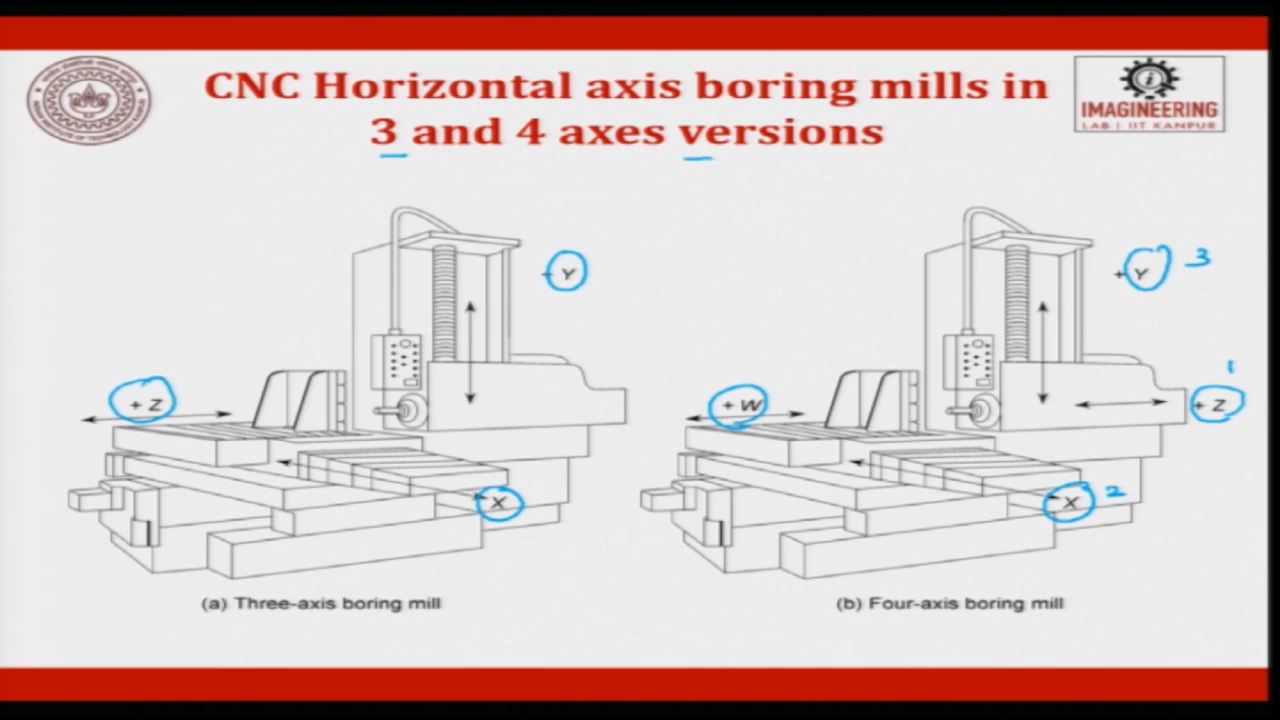 CNC Horizontal axis boring mills in
3 and 4 axes versions
IMAGINEERING
LAB | IIT KANPUR
+ Y
+ Z
X
(a) Three-axis boring mill
+ Y 3
1
+ W
+ Z
X 2
(b) Four-axis boring mill